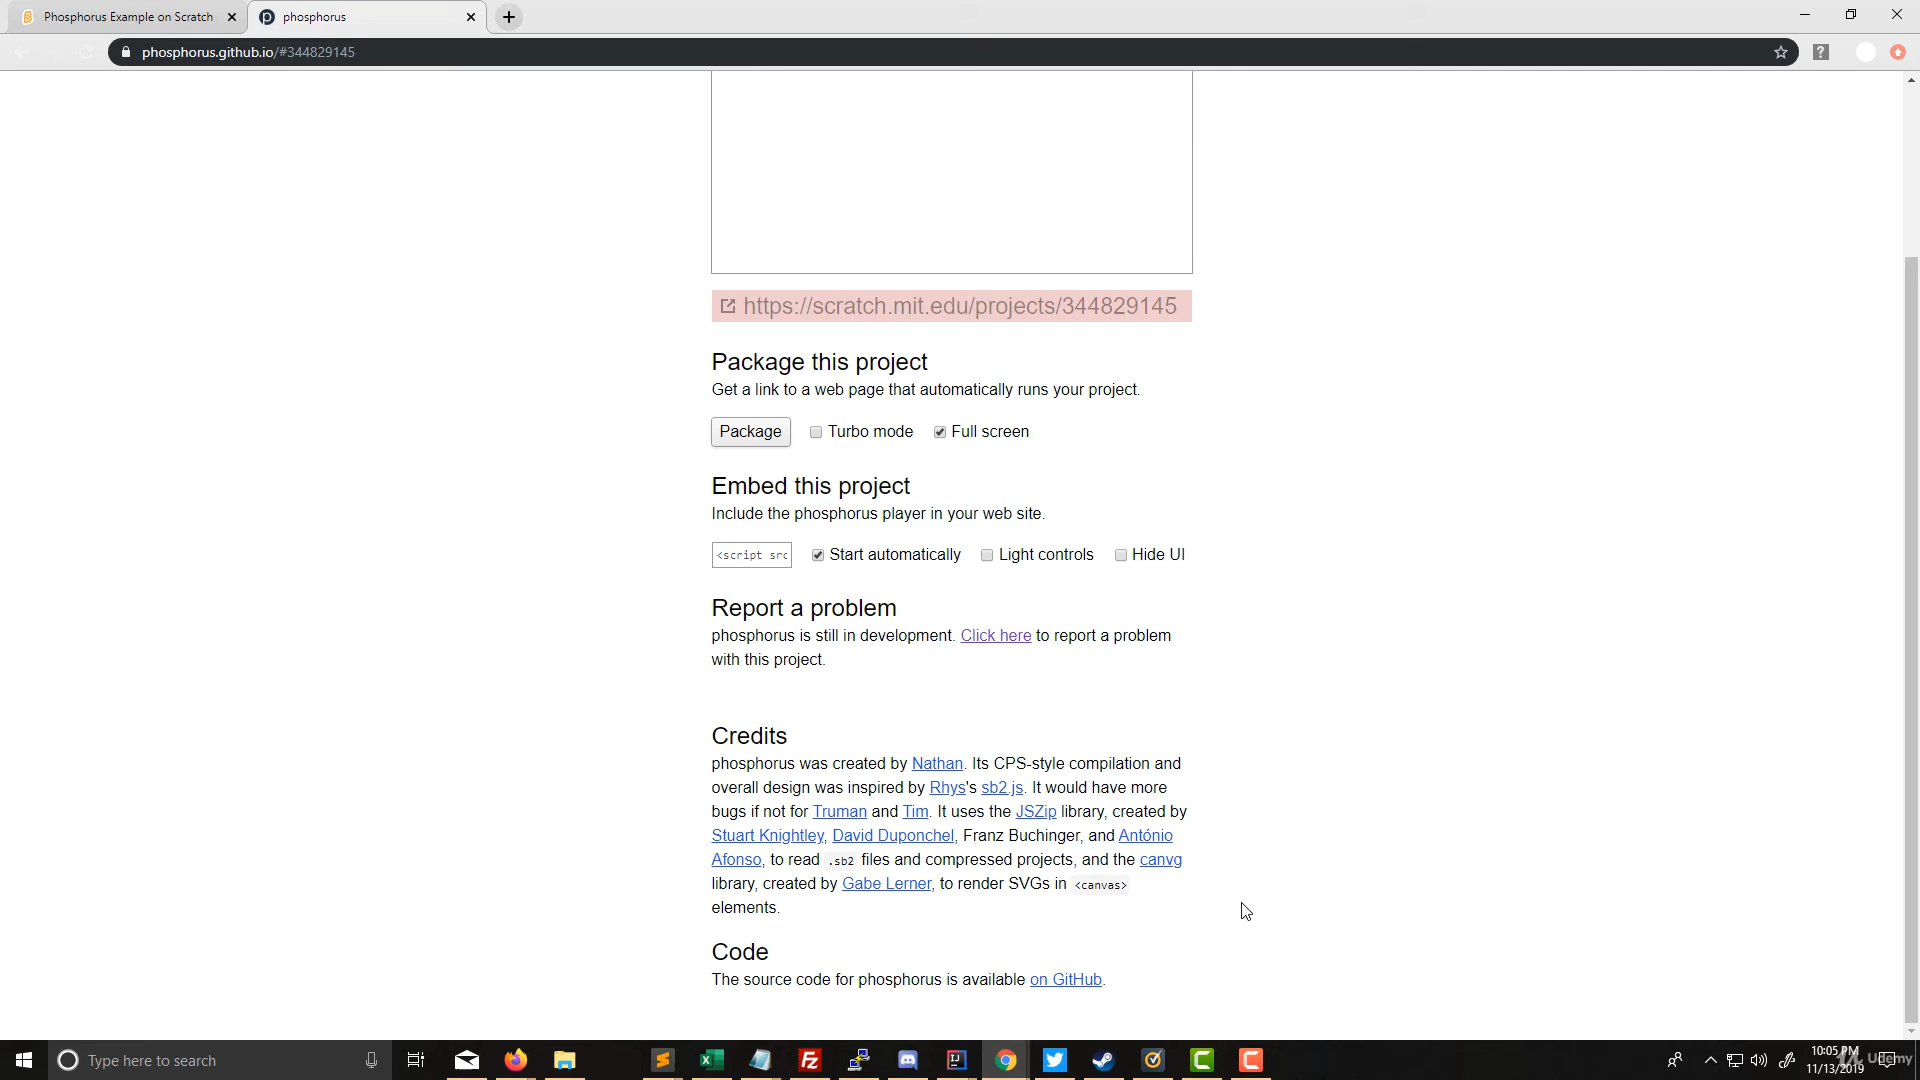 Phosphorus Example on Scratch
phosphorus
phosphorus.github.io/#344829145
https://scratch.mit.edu/projects/344829145
Package this project
Get a link to a web page that automatically runs your project.
Package
Turbo mode
Full screen
Embed this project
Include the phosphorus player in your web site.
<script src
Start automatically
Light controls
Hide UI
Report a problem
phosphorus is still in development. Click here to report a problem
with this project.
Credits
phosphorus was created by Nathan. Its CPS-style compilation and
overall design was inspired by Rhys's sb2.js. It would have more
bugs if not for Truman and Tim. It uses the JSZip library, created by
Stuart Knightley, David Duponchel, Franz Buchinger, and António
Afonso, to read .sb2 files and compressed projects, and the canvg
library, created by Gabe Lerner, to render SVGs in <canvas>
elements.
Code
The source code for phosphorus is available on GitHub.
Type here to search
10:05 PM
11/13/2019
Udemy